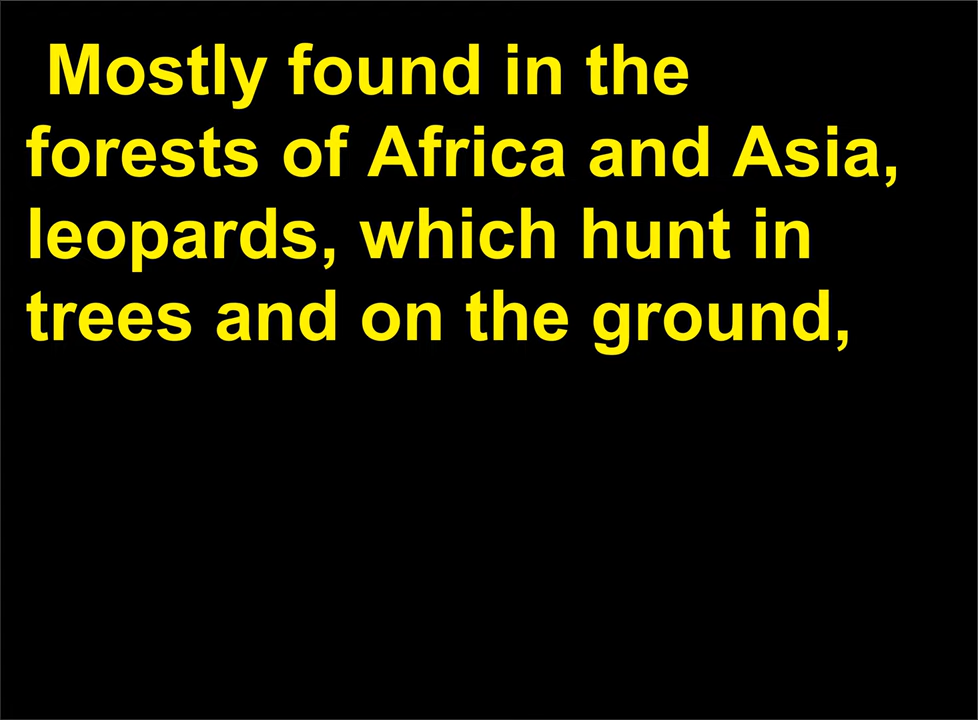 Mostly found in the
forests of Africa and Asia,
leopards, which hunt in
trees and on the ground,